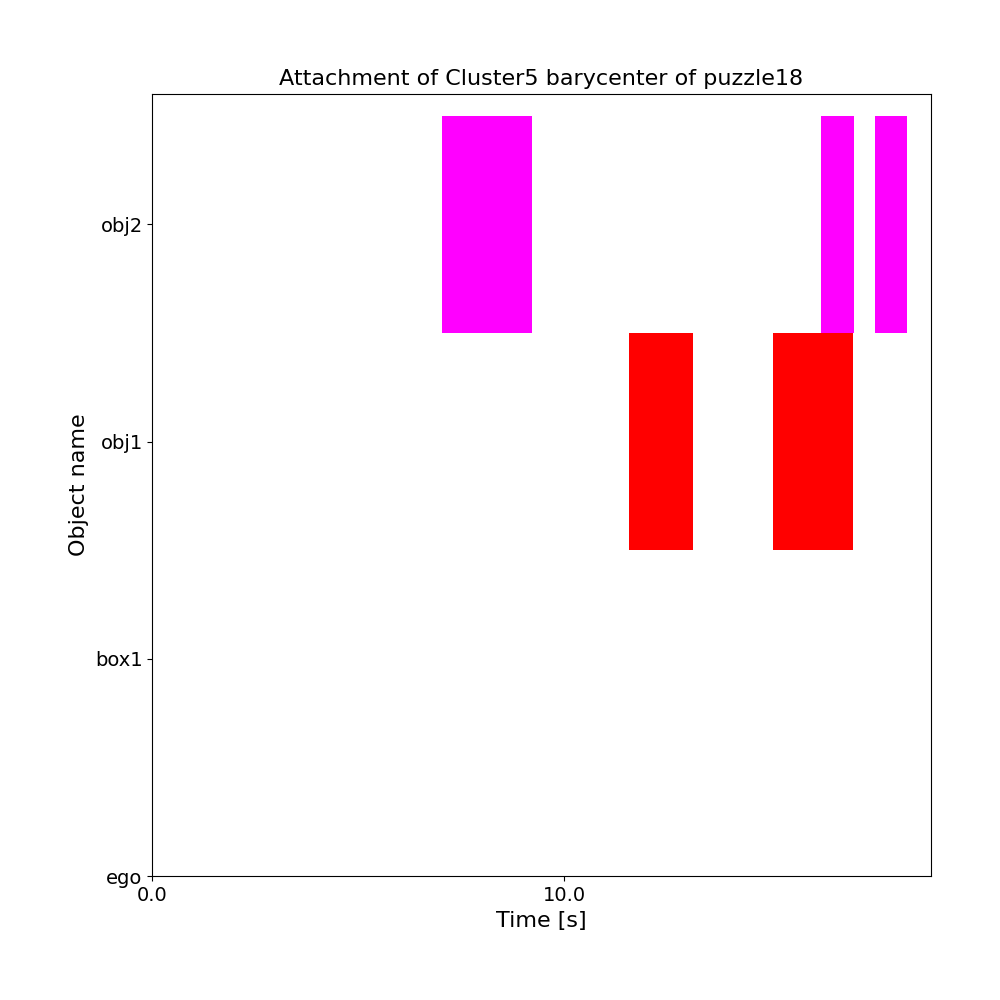 Attachment of Cluster5 barycenter of puzzle18
obj2
obj1
box1
ego
Object name
0.0
10.0
Time [s]